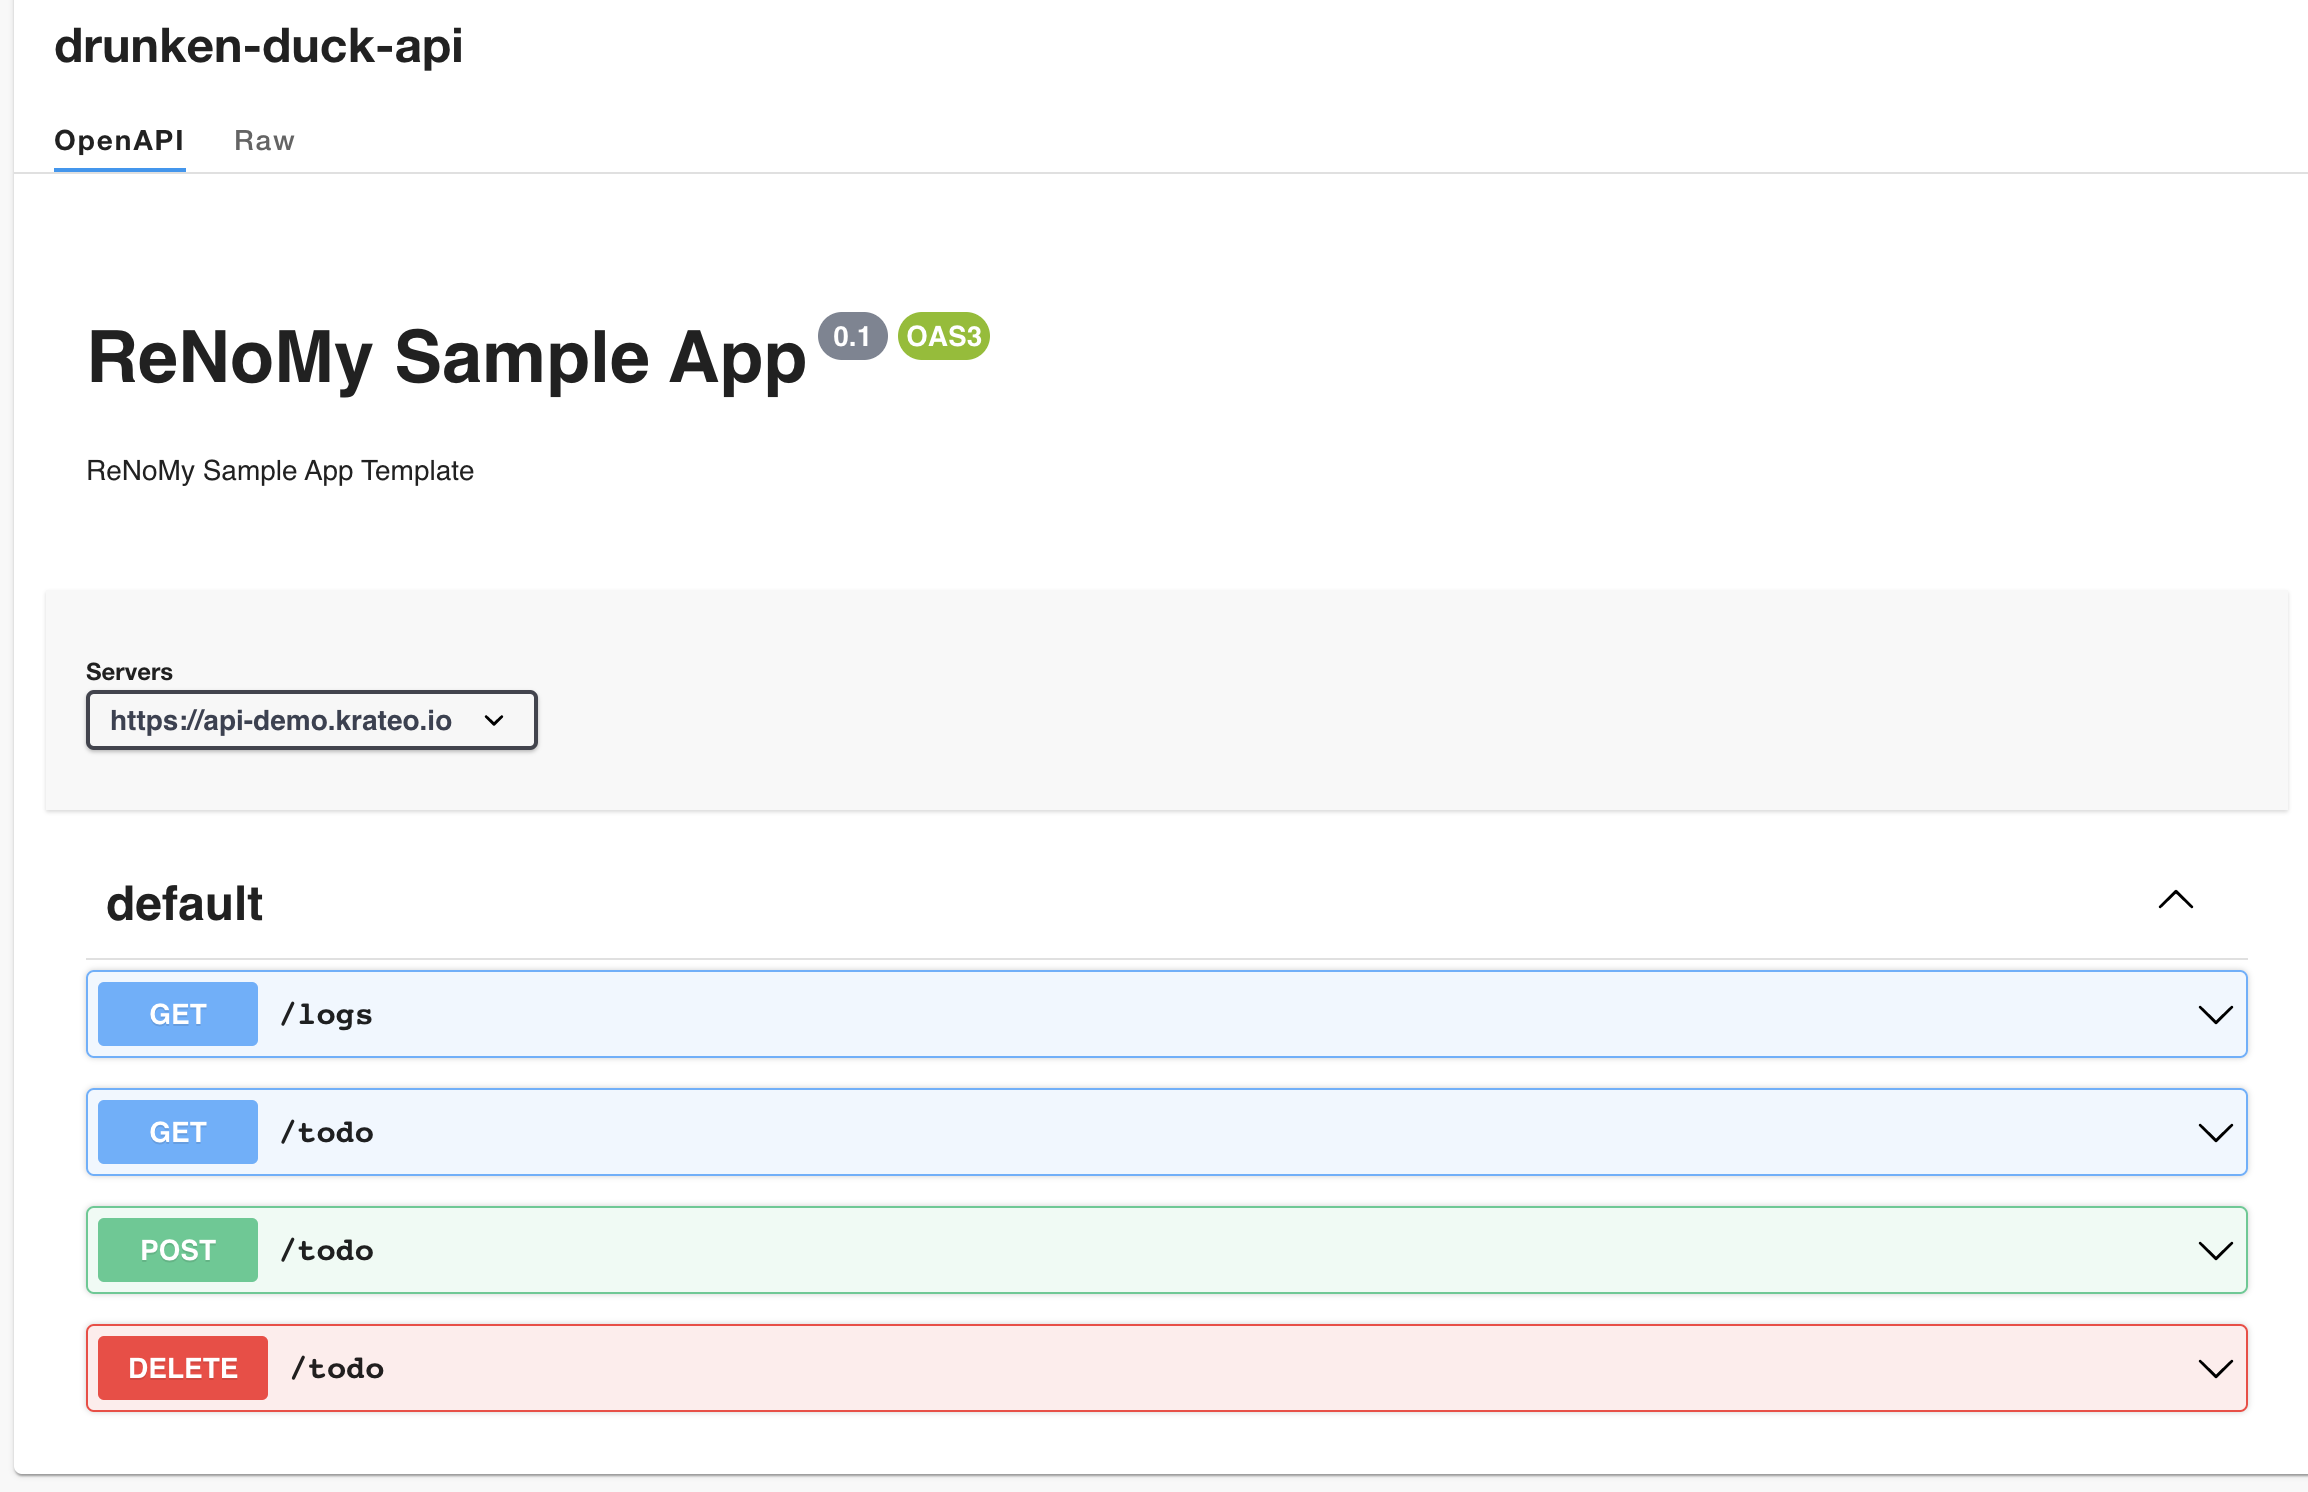 drunken-duck-api
OpenAPI Raw
ReNoMy Sample App 0.1 OAS3
ReNoMy Sample App Template
Servers
https://api-demo.krateo.io
default
GET /logs
GET /todo
POST /todo
DELETE /todo